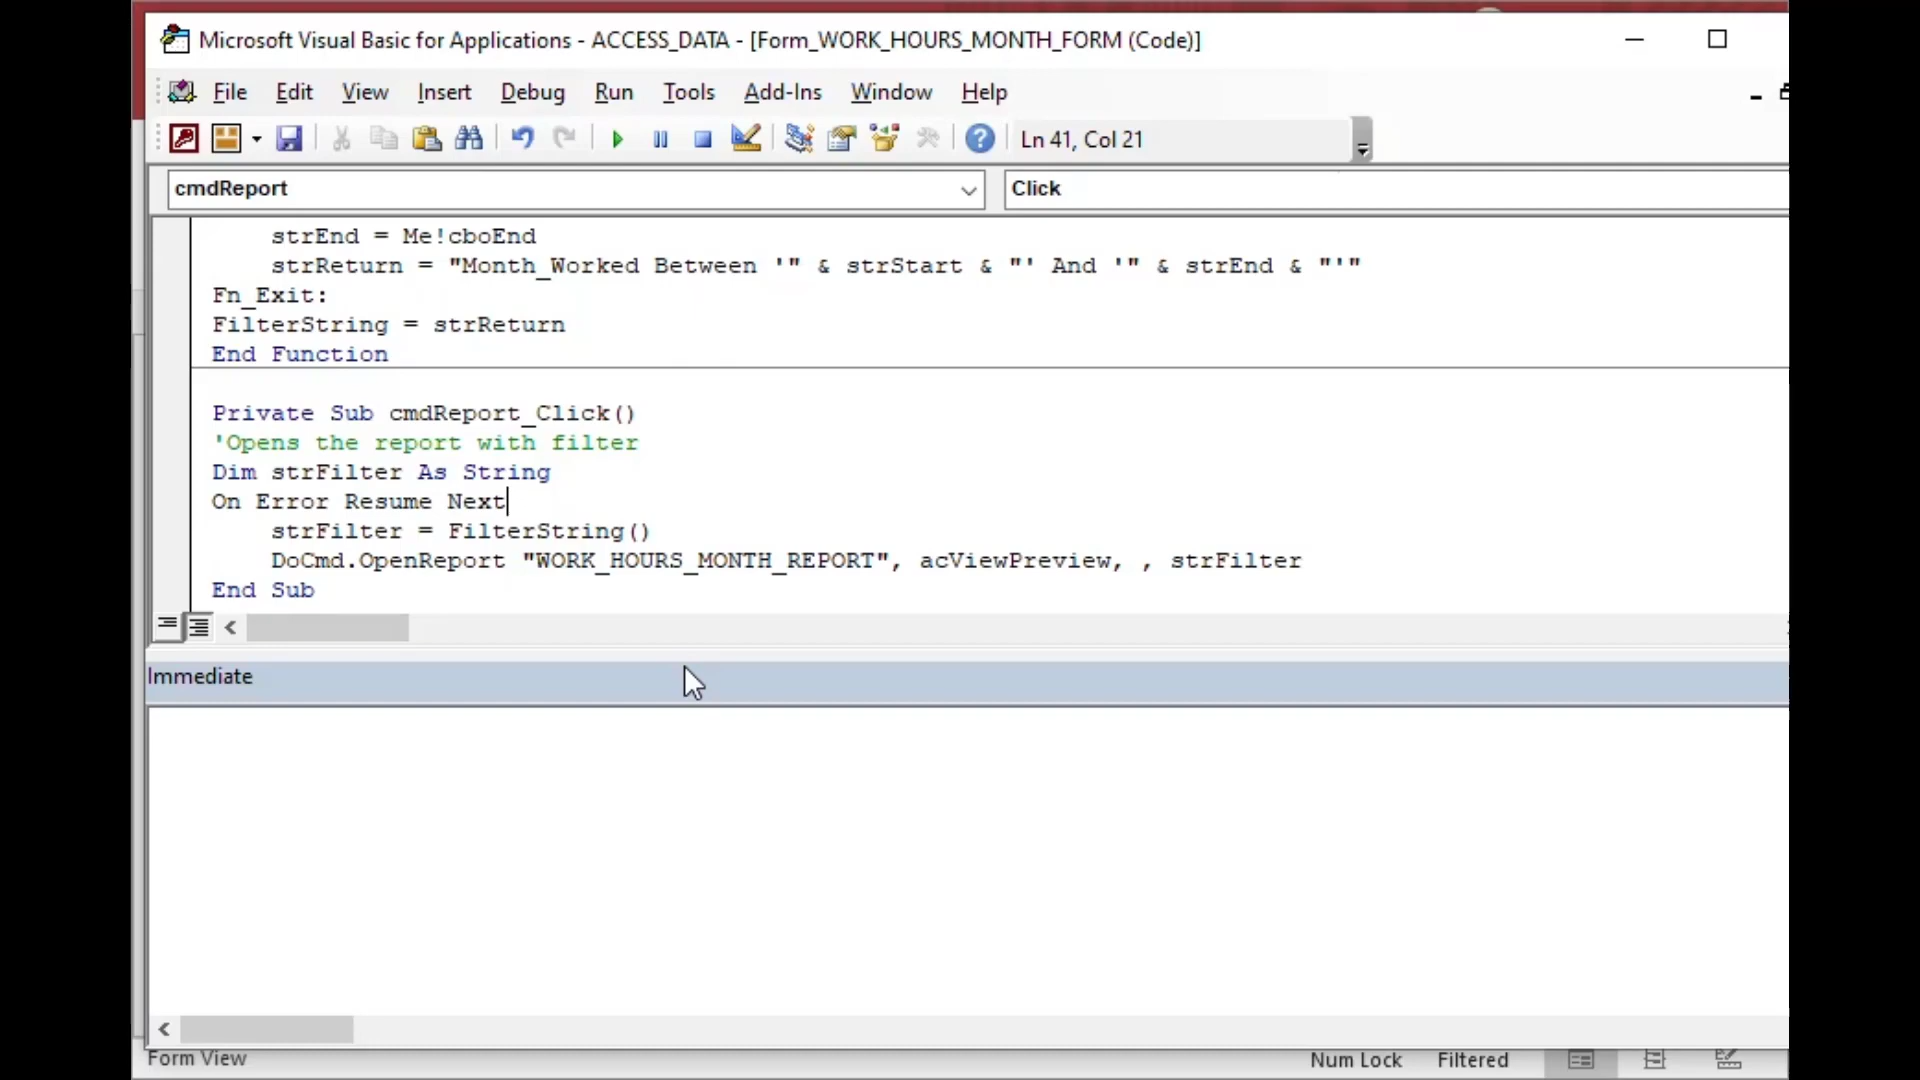 Microsoft Visual Basic for Applications - ACCESS_DATA - [Form_WORK_HOURS_MONTH_FORM (Code)]
File Edit View Insert Debug Run Tools Add-Ins Window Help
Ln 41, Col 21
cmdReport Click
strEnd = Me!cboEnd
strReturn = "Month_Worked Between '" & strStart & "' And '" & strEnd & "'"
Fn_Exit:
FilterString = strReturn
End Function
Private Sub cmdReport_Click()
'Opens the report with filter
Dim strFilter As String
On Error Resume Next
strFilter = FilterString()
DoCmd.OpenReport "WORK_HOURS_MONTH_REPORT", acViewPreview, , strFilter
End Sub
Immediate
Form View Num Lock Filtered